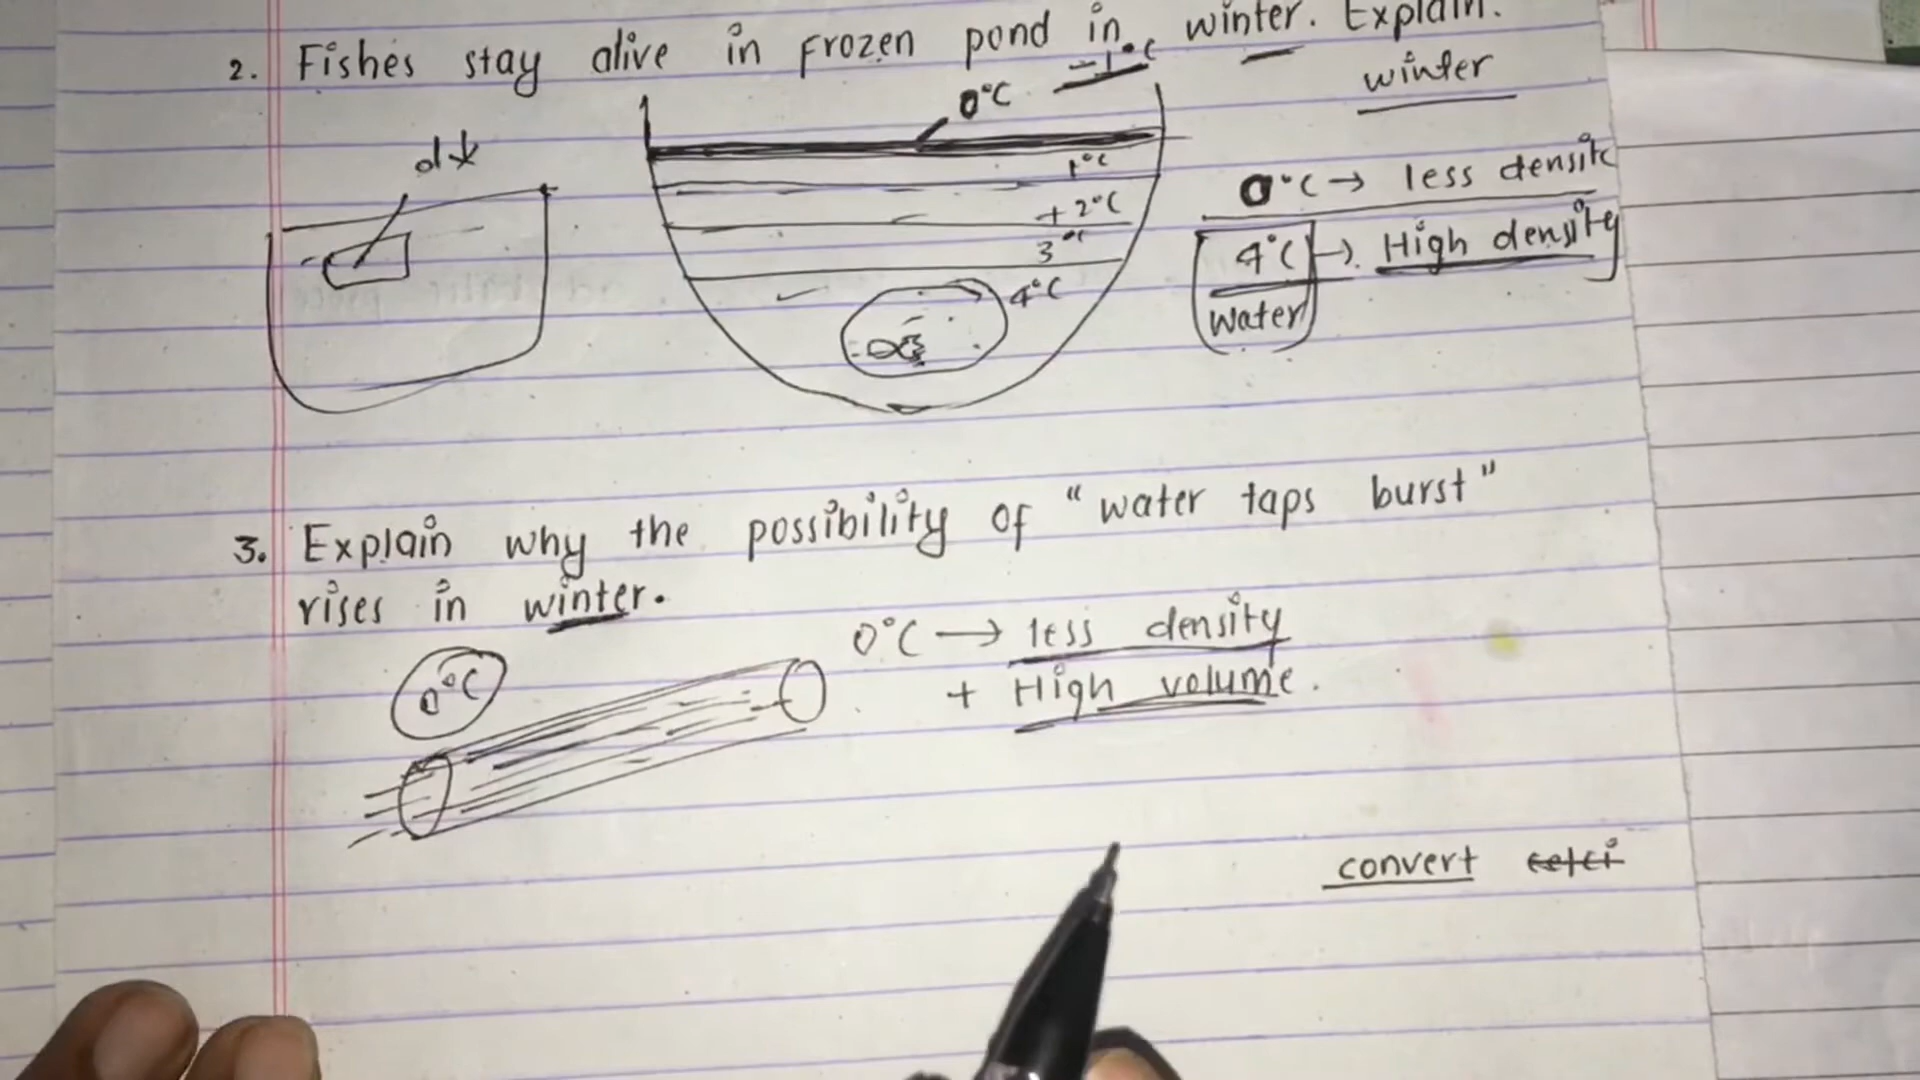 2. Fishes stay alive in Frozen pond in winter. Explain.
-1°C
winter
0°C
1°C
+2°C
3°C
4°C
0°C → less densit
4°C → High density
water
3. Explain why the possibility of "water taps burst"
rises in winter.
0°C
0°C → less density
+ High volume.
convert